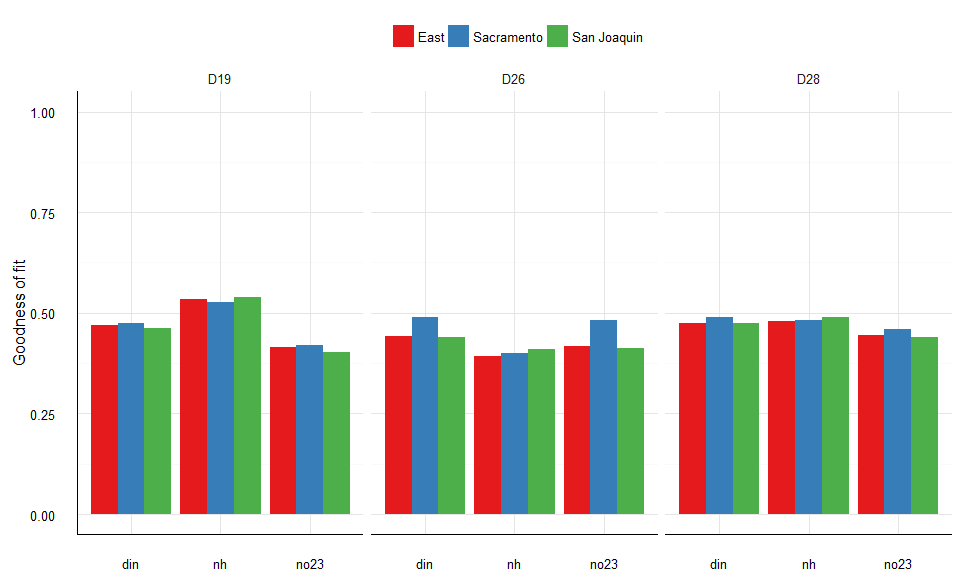 East Sacramento San Joaquin
D19 D26 D28
1.00
0.75
0.50
0.25
0.00
Goodness of fit
din nh no23 din nh no23 din nh no23